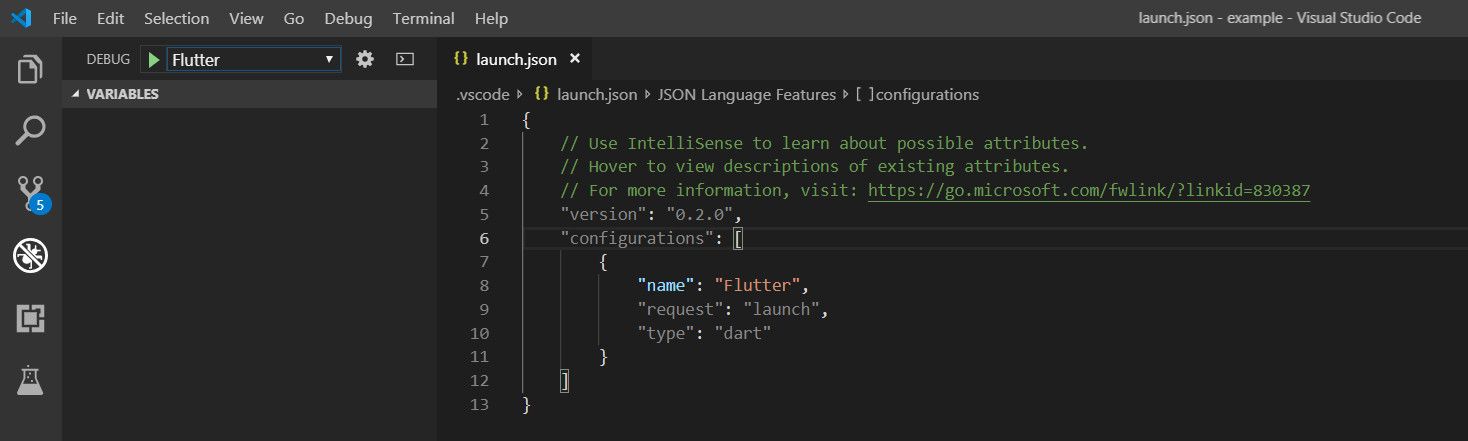 File Edit Selection View Go Debug Terminal Help
launch.json - example - Visual Studio Code
DEBUG Flutter
VARIABLES
5
{} launch.json ×
.vscode {} launch.json JSON Language Features [ ] configurations
1 {
2 // Use IntelliSense to learn about possible attributes.
3 // Hover to view descriptions of existing attributes.
4 // For more information, visit: https://go.microsoft.com/fwlink/?linkid=830387
5 "version": "0.2.0",
6 "configurations": [
7 {
8 "name": "Flutter",
9 "request": "launch",
10 "type": "dart"
11 }
12 ]
13 }